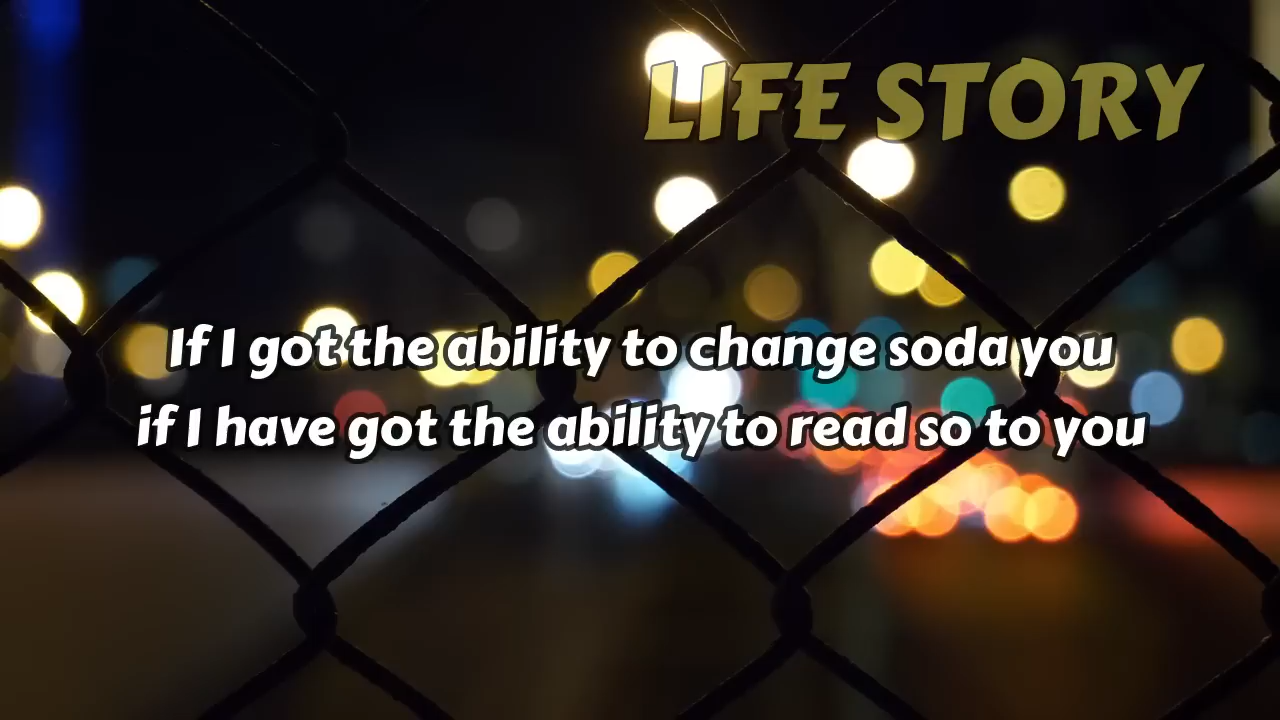 LIFE STORY
If I got the ability to change soda you
if I have got the ability to read so to you